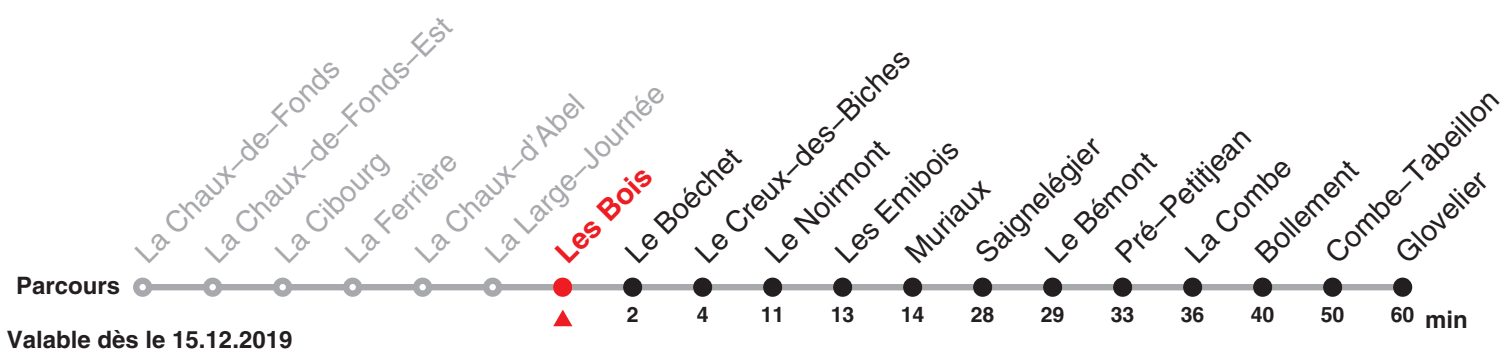 La Chaux–de–Fonds
La Chaux–de–Fonds–Est
La Cibourg
La Ferrière
La Chaux–d'Abel
La Large–Journée
Les Bois
Le Boéchet
Le Creux–des–Biches
Le Noirmont
Les Emibois
Muriaux
Saignelégier
Le Bémont
Pré–Petitjean
La Combe
Bollement
Combe–Tabeillon
Glovelier
Parcours
2 4 11 13 14 28 29 33 36 40 50 60 min
Valable dès le 15.12.2019